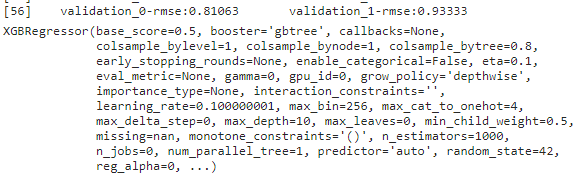 [56] validation_0-rmse:0.81063 validation_1-rmse:0.93333
XGBRegressor(base_score=0.5, booster='gbtree', callbacks=None,
colsample_bylevel=1, colsample_bynode=1, colsample_bytree=0.8,
early_stopping_rounds=None, enable_categorical=False, eta=0.1,
eval_metric=None, gamma=0, gpu_id=0, grow_policy='depthwise',
importance_type=None, interaction_constraints='',
learning_rate=0.100000001, max_bin=256, max_cat_to_onehot=4,
max_delta_step=0, max_depth=10, max_leaves=0, min_child_weight=0.5,
missing=nan, monotone_constraints='()', n_estimators=1000,
n_jobs=0, num_parallel_tree=1, predictor='auto', random_state=42,
reg_alpha=0, ...)